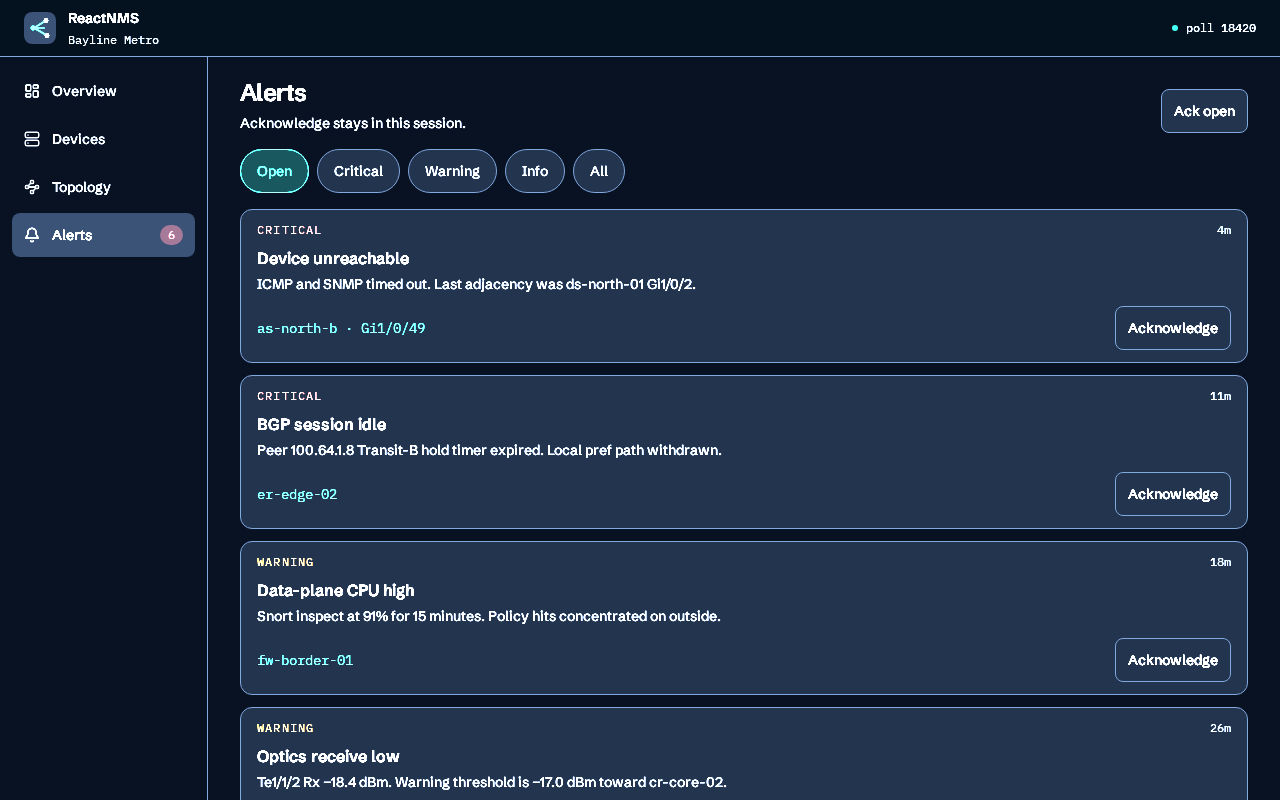 ReactNMS
Bayline Metro
poll 18420
Overview
Devices
Topology
Alerts 6
Alerts
Acknowledge stays in this session.
Ack open
Open Critical Warning Info All
CRITICAL 4m
Device unreachable
ICMP and SNMP timed out. Last adjacency was ds-north-01 Gi1/0/2.
as-north-b · Gi1/0/49 Acknowledge
CRITICAL 11m
BGP session idle
Peer 100.64.1.8 Transit-B hold timer expired. Local pref path withdrawn.
er-edge-02 Acknowledge
WARNING 18m
Data-plane CPU high
Snort inspect at 91% for 15 minutes. Policy hits concentrated on outside.
fw-border-01 Acknowledge
WARNING 26m
Optics receive low
Te1/1/2 Rx −18.4 dBm. Warning threshold is −17.0 dBm toward cr-core-02.